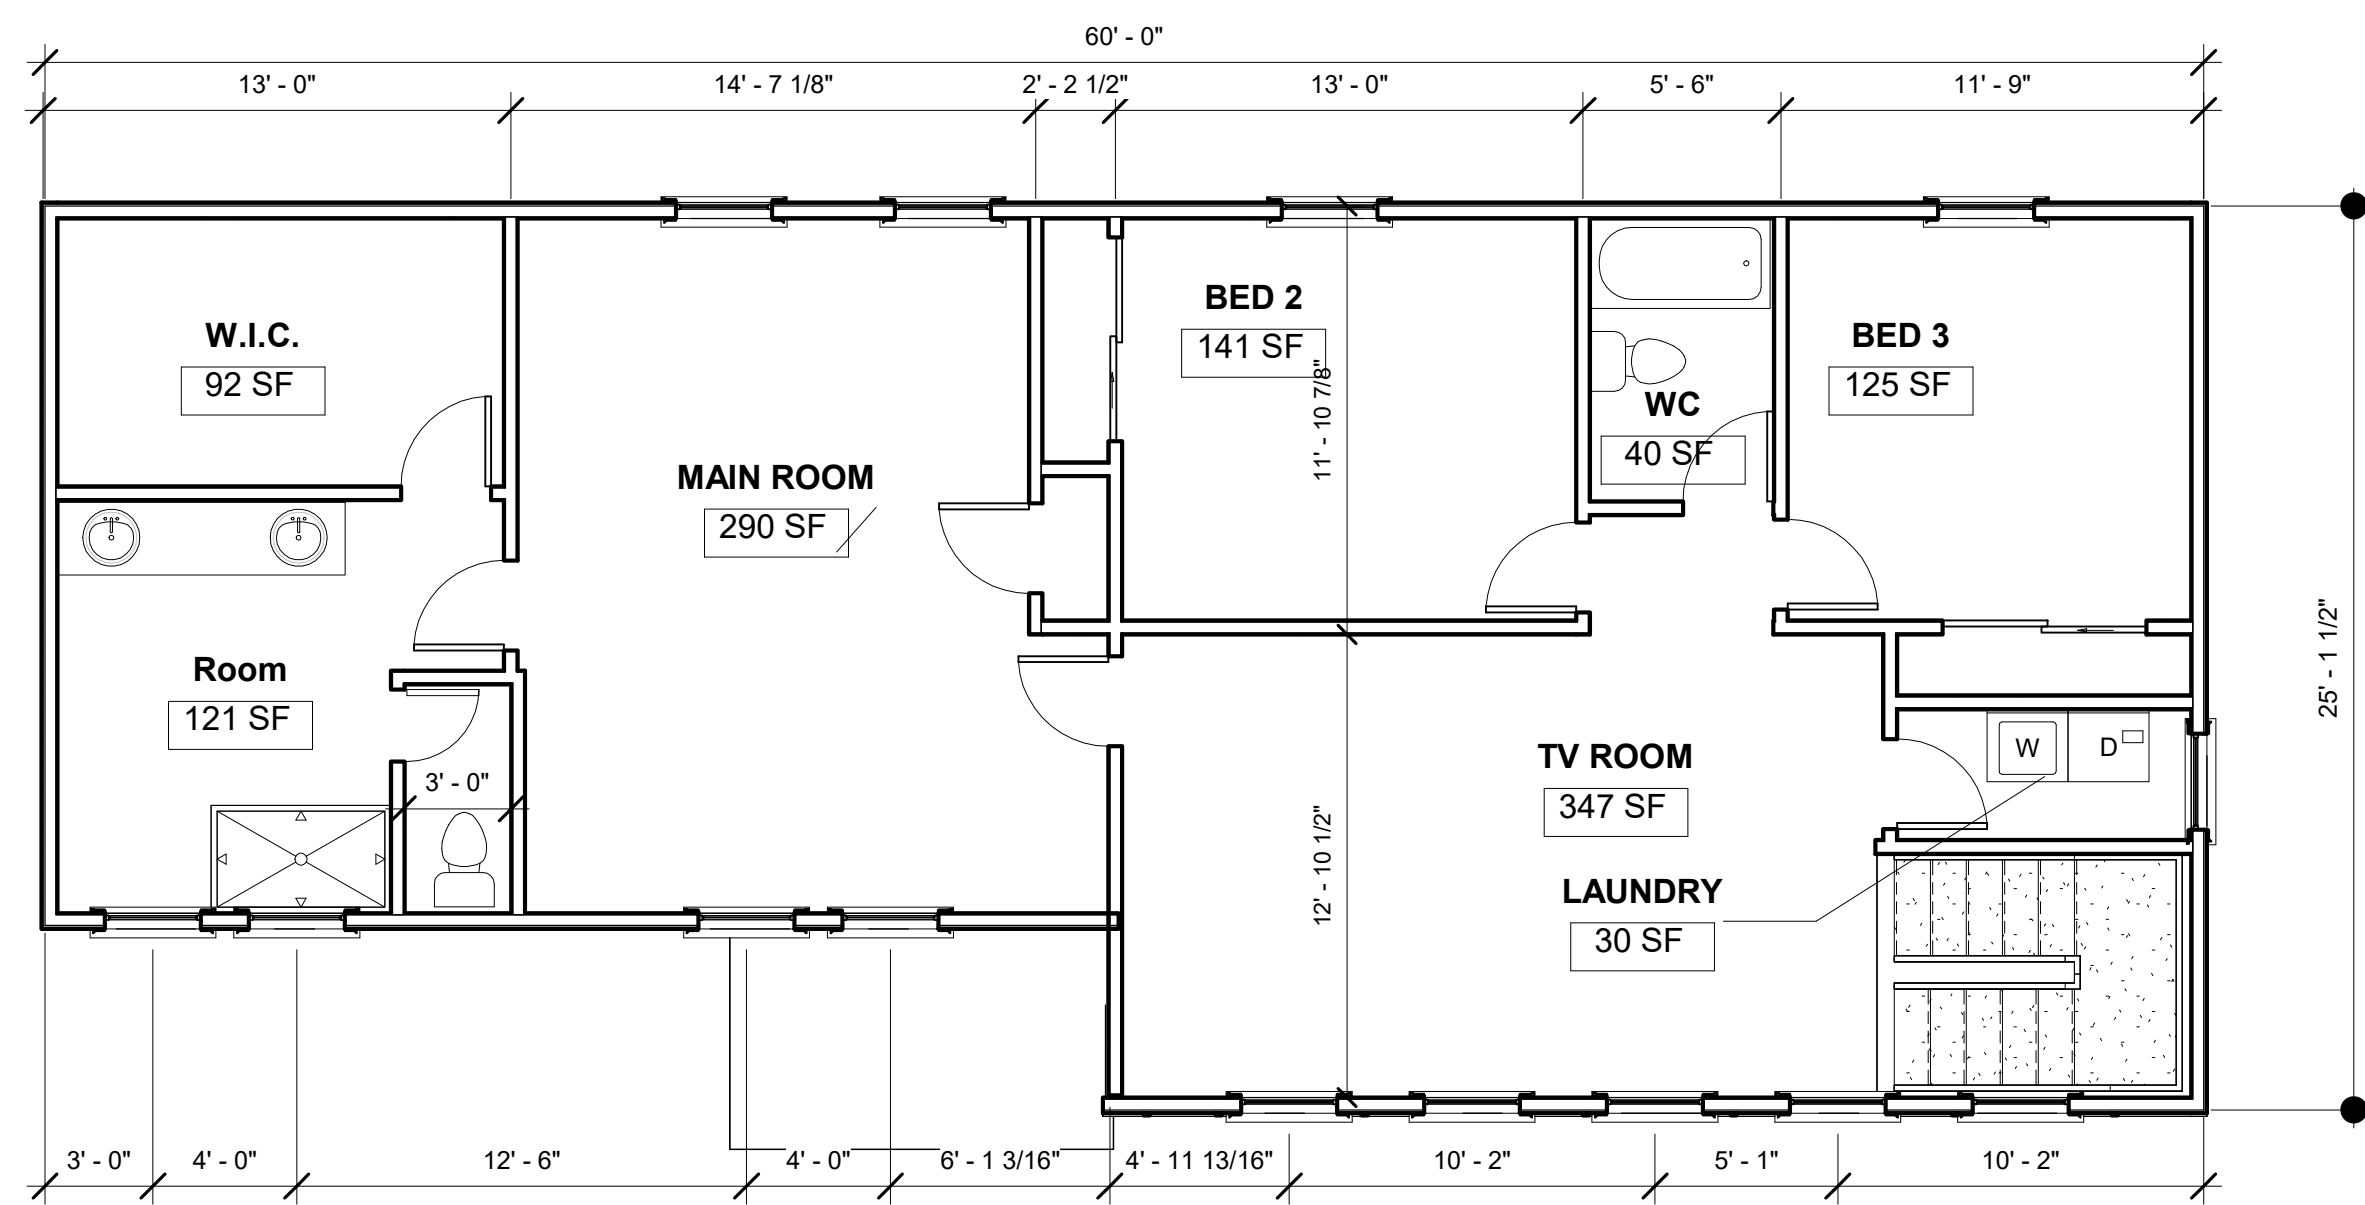 60' - 0"
13' - 0"
14' - 7 1/8"
2' - 2 1/2"
13' - 0"
5' - 6"
11' - 9"
BED 2
141 SF
W.I.C.
92 SF
BED 3
125 SF
11' - 10 7/8"
WC
40 SF
MAIN ROOM
290 SF
Room
121 SF
25' - 1 1/2"
3' - 0"
TV ROOM
347 SF
W
D
12' - 10 1/2"
LAUNDRY
30 SF
3' - 0"
4' - 0"
12' - 6"
4' - 0"
6' - 1 3/16"
4' - 11 13/16"
10' - 2"
5' - 1"
10' - 2"